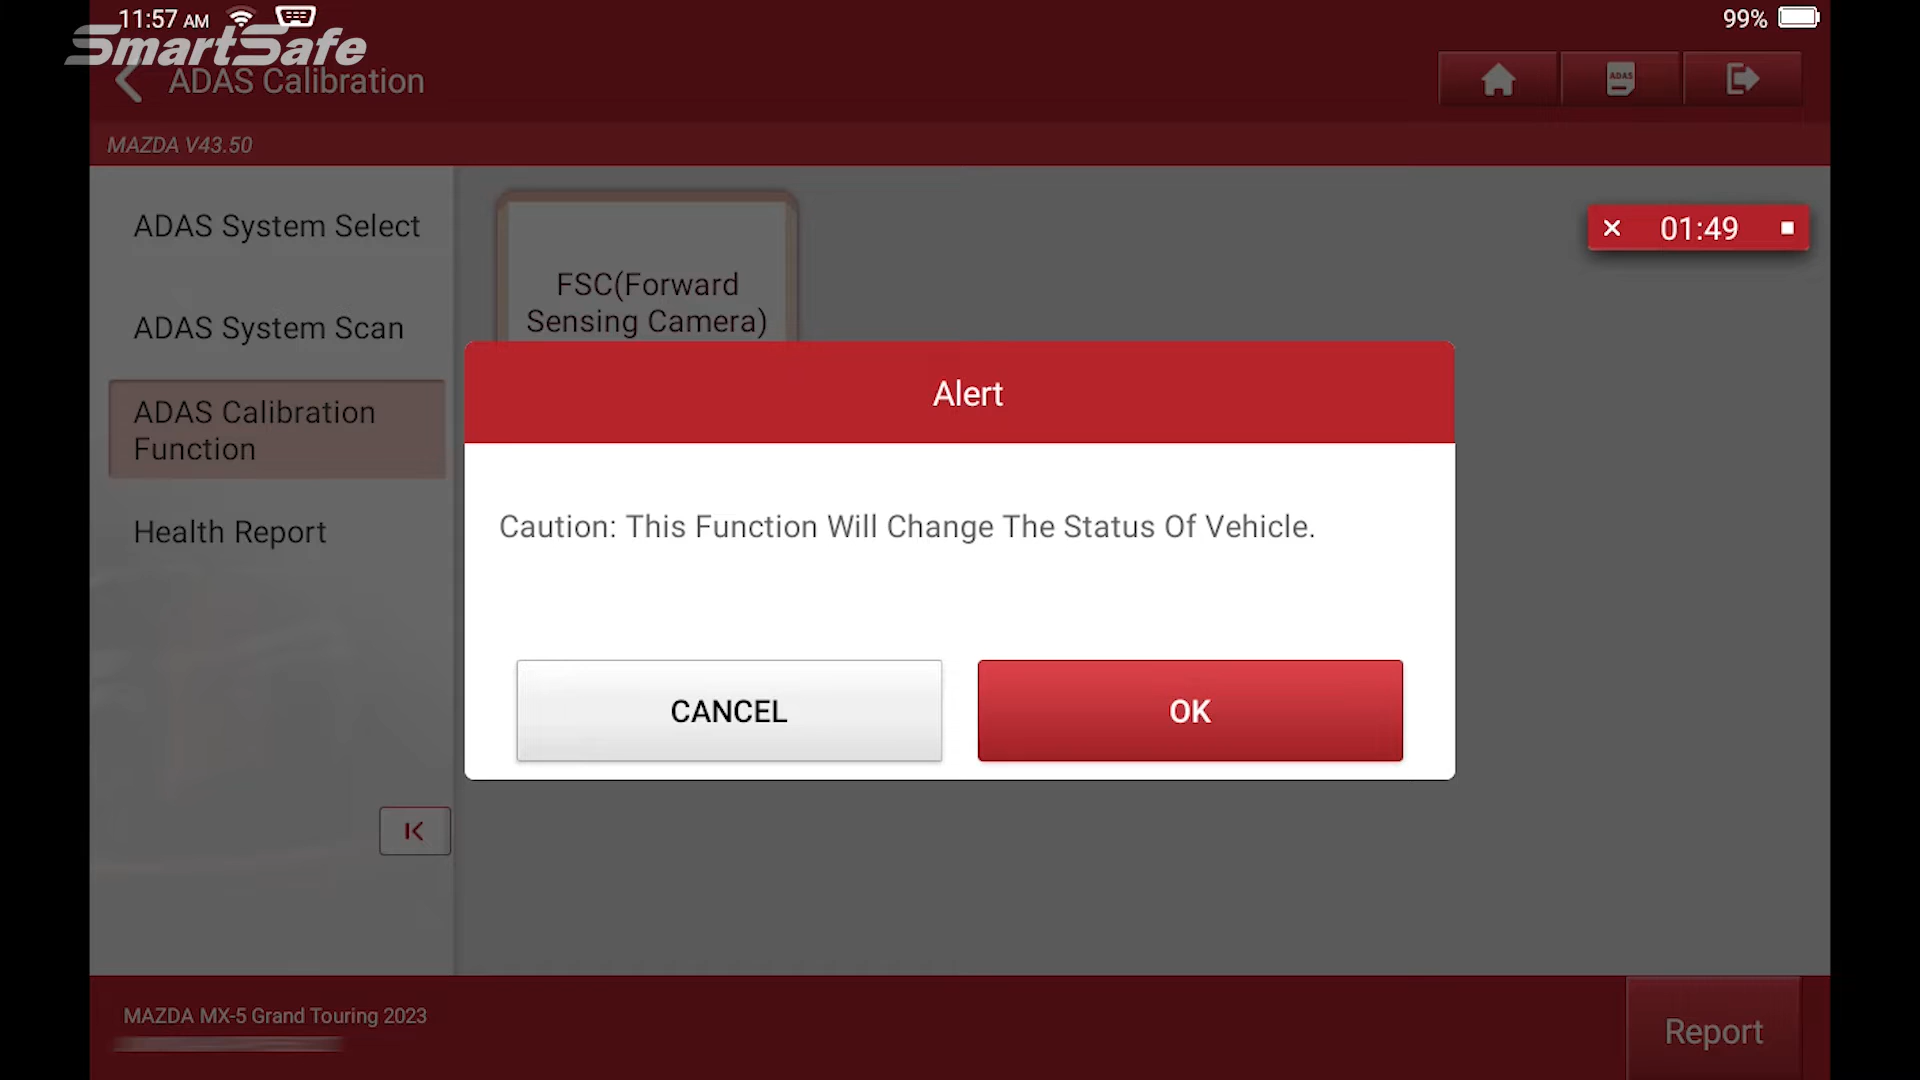 11:57 AM
99%
SmartSafe
ADAS Calibration
ADAS
MAZDA V43.50
ADAS System Select
ADAS System Scan
ADAS Calibration
Function
Health Report
FSC(Forward
Sensing Camera)
01:49
Alert
Caution: This Function Will Change The Status Of Vehicle.
CANCEL
OK
MAZDA MX-5 Grand Touring 2023
Report